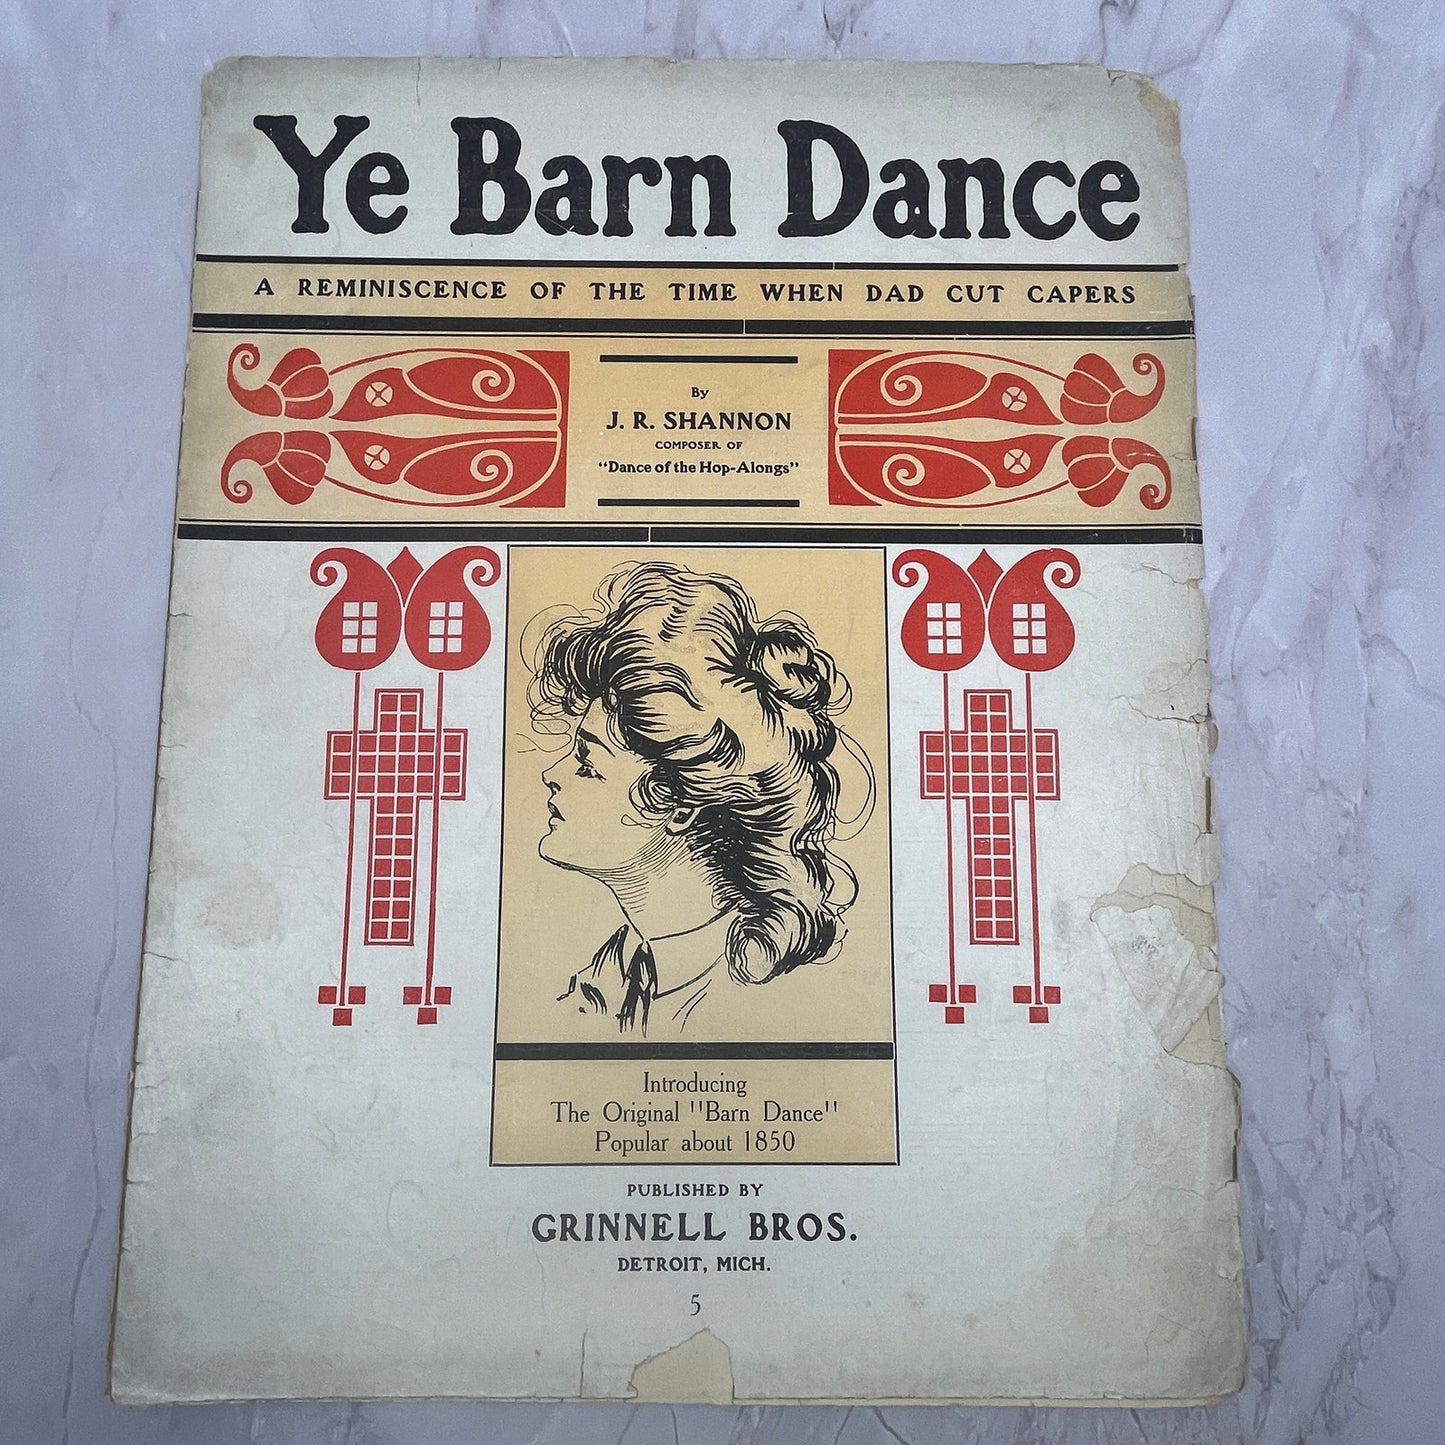 Ye Barn Dance
A REMINISCENCE OF THE TIME WHEN DAD CUT CAPERS
By
J. R. SHANNON
COMPOSER OF
"Dance of the Hop-Alongs"
Introducing
The Original "Barn Dance"
Popular about 1850
PUBLISHED BY
GRINNELL BROS.
DETROIT, MICH.
5